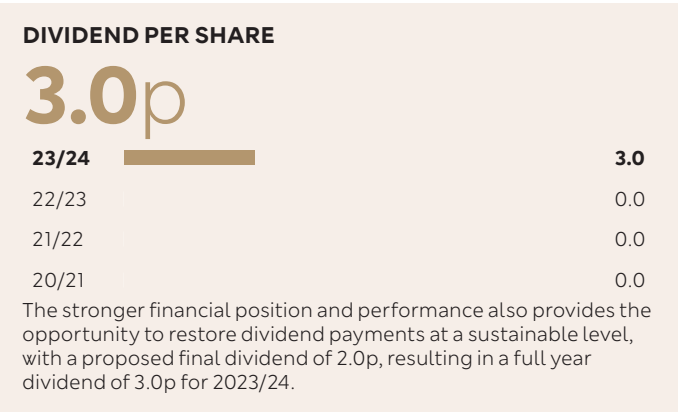 DIVIDEND PER SHARE
3.0p
23/24 3.0
22/23 0.0
21/22 0.0
20/21 0.0
The stronger financial position and performance also provides the
opportunity to restore dividend payments at a sustainable level,
with a proposed final dividend of 2.0p, resulting in a full year
dividend of 3.0p for 2023/24.